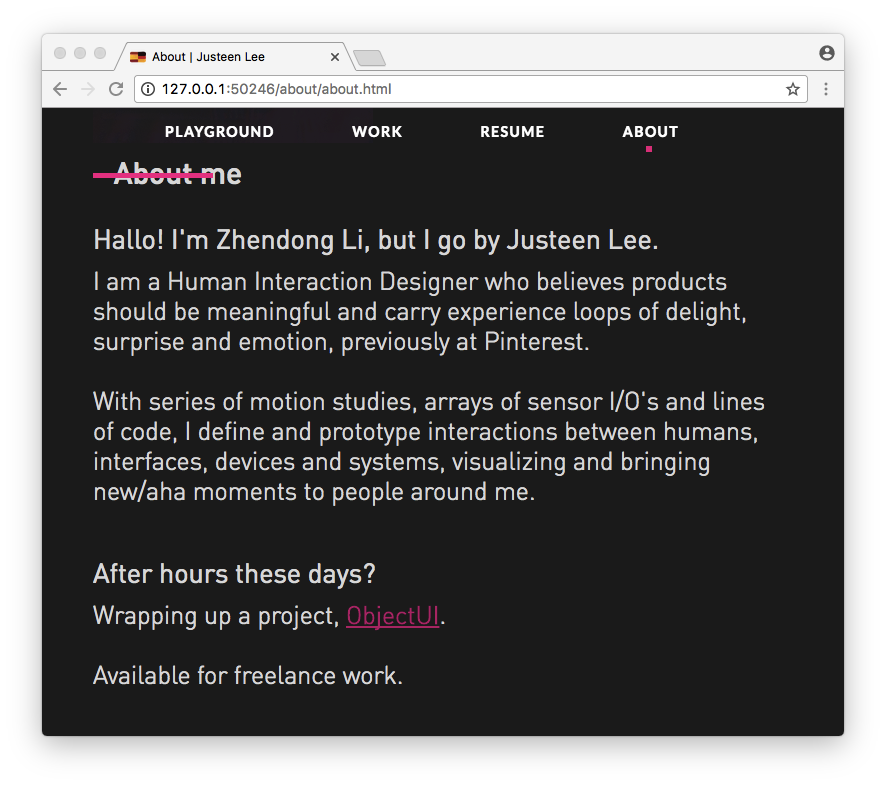 About | Justeen Lee
127.0.0.1:50246/about/about.html
PLAYGROUND WORK RESUME ABOUT
About me
Hallo! I'm Zhendong Li, but I go by Justeen Lee.
I am a Human Interaction Designer who believes products
should be meaningful and carry experience loops of delight,
surprise and emotion, previously at Pinterest.
With series of motion studies, arrays of sensor I/O's and lines
of code, I define and prototype interactions between humans,
interfaces, devices and systems, visualizing and bringing
new/aha moments to people around me.
After hours these days?
Wrapping up a project, ObjectUI.
Available for freelance work.